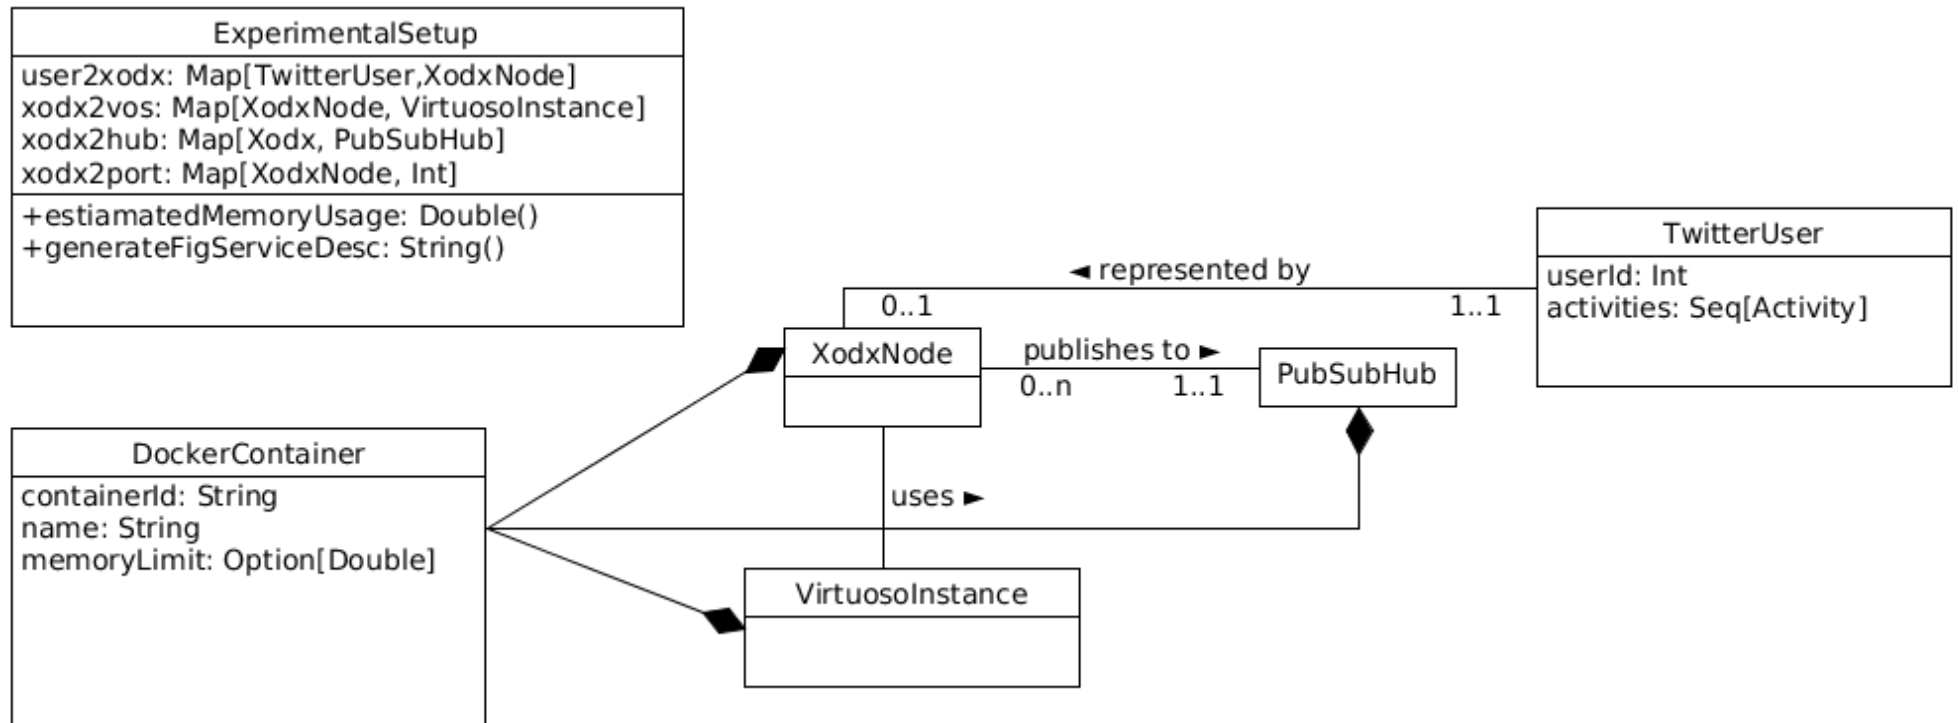 ExperimentalSetup
user2xodx: Map[TwitterUser,XodxNode]
xodx2vos: Map[XodxNode, VirtuosoInstance]
xodx2hub: Map[Xodx, PubSubHub]
xodx2port: Map[XodxNode, Int]
+estiamatedMemoryUsage: Double()
+generateFigServiceDesc: String()
TwitterUser
userId: Int
activities: Seq[Activity]
◄ represented by
0..1
1..1
XodxNode
publishes to ►
0..n
1..1
PubSubHub
DockerContainer
containerId: String
name: String
memoryLimit: Option[Double]
uses ►
VirtuosoInstance